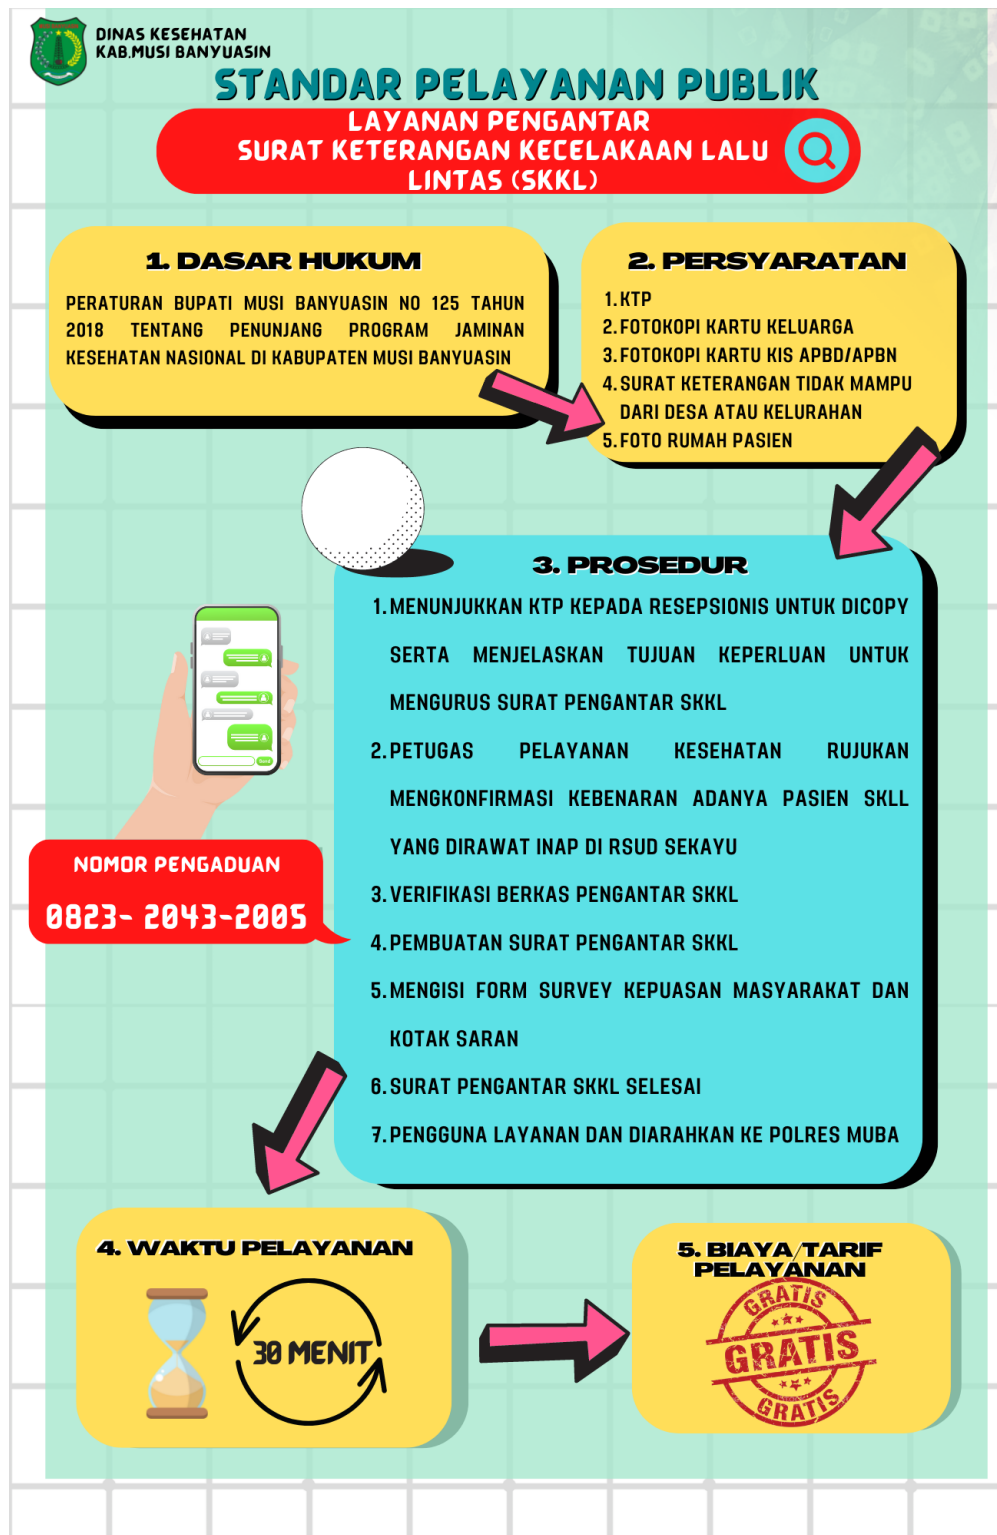 DINAS KESEHATAN
KAB.MUSI BANYUASIN
STANDAR PELAYANAN PUBLIK
LAYANAN PENGANTAR
SURAT KETERANGAN KECELAKAAN LALU
LINTAS (SKKL)
1. DASAR HUKUM
PERATURAN BUPATI MUSI BANYUASIN NO 125 TAHUN
2018 TENTANG PENUNJANG PROGRAM JAMINAN
KESEHATAN NASIONAL DI KABUPATEN MUSI BANYUASIN
2. PERSYARATAN
1. KTP
2. FOTOKOPI KARTU KELUARGA
3. FOTOKOPI KARTU KIS APBD/APBN
4. SURAT KETERANGAN TIDAK MAMPU
DARI DESA ATAU KELURAHAN
5. FOTO RUMAH PASIEN
3. PROSEDUR
1. MENUNJUKKAN KTP KEPADA RESEPSIONIS UNTUK DICOPY
SERTA MENJELASKAN TUJUAN KEPERLUAN UNTUK
MENGURUS SURAT PENGANTAR SKKL
2. PETUGAS PELAYANAN KESEHATAN RUJUKAN
MENGKONFIRMASI KEBENARAN ADANYA PASIEN SKLL
YANG DIRAWAT INAP DI RSUD SEKAYU
3. VERIFIKASI BERKAS PENGANTAR SKKL
4. PEMBUATAN SURAT PENGANTAR SKKL
5. MENGISI FORM SURVEY KEPUASAN MASYARAKAT DAN
KOTAK SARAN
6. SURAT PENGANTAR SKKL SELESAI
7. PENGGUNA LAYANAN DAN DIARAHKAN KE POLRES MUBA
Send
NOMOR PENGADUAN
0823- 2043-2005
4. WAKTU PELAYANAN
30 MENIT
5. BIAYA/TARIF
PELAYANAN
GRATIS
GRATIS
GRATIS